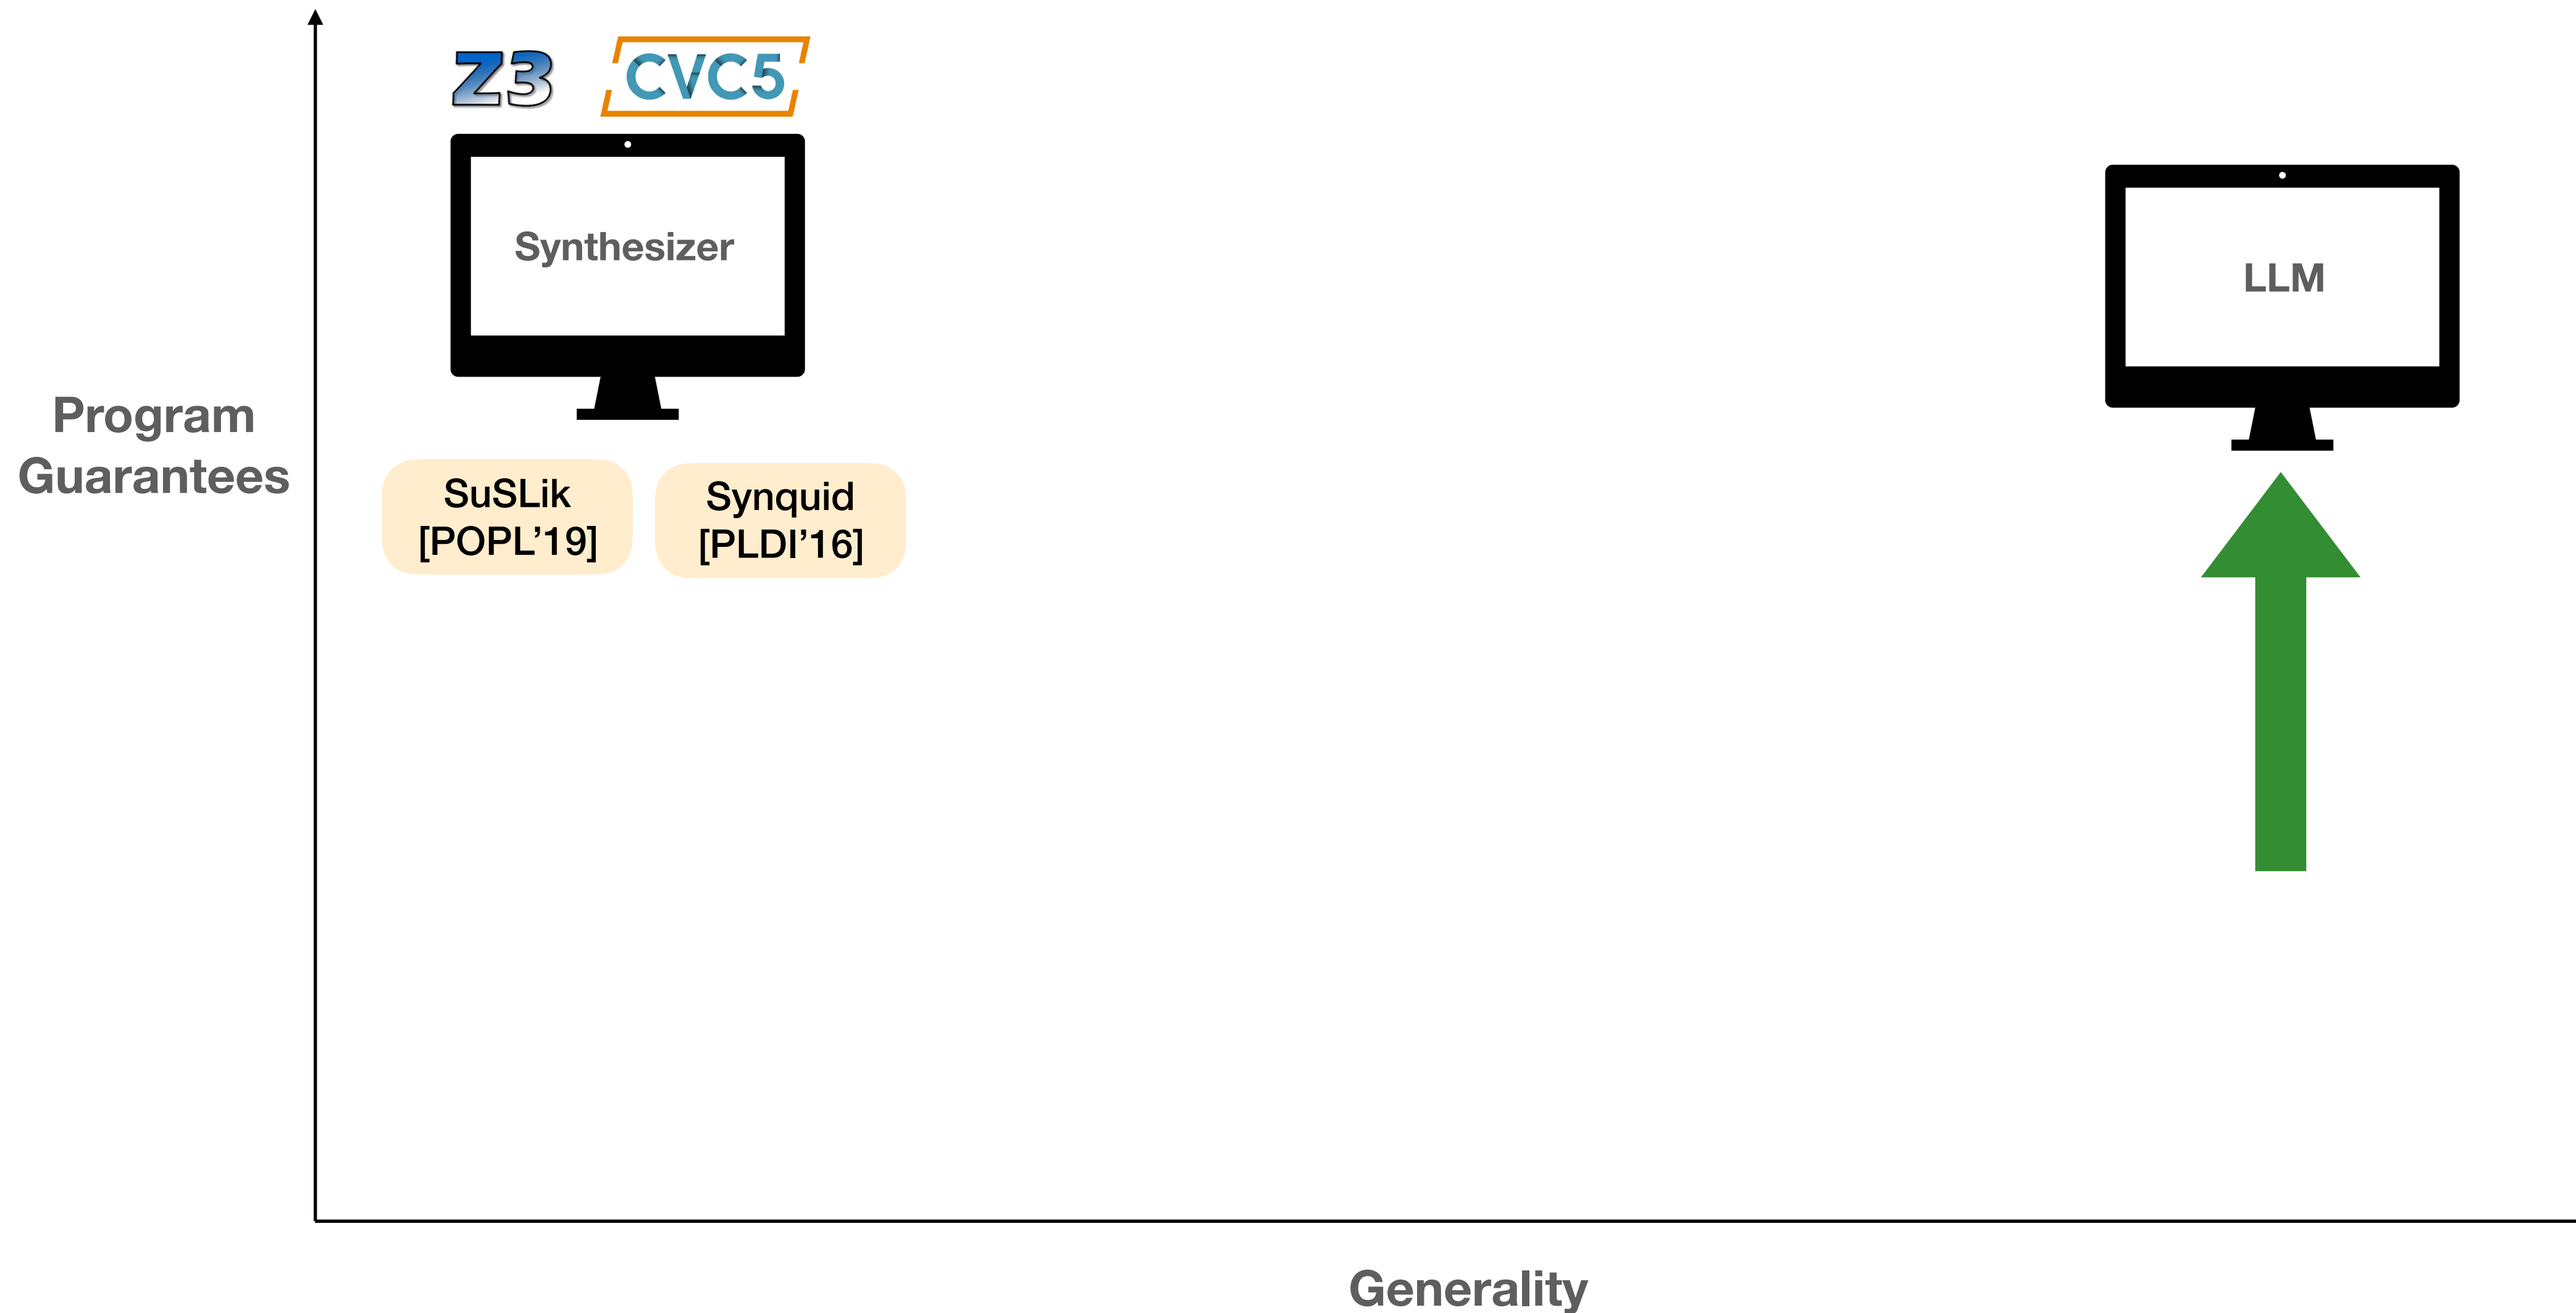 Z3
CVC5
Synthesizer
LLM
Program
Guarantees
SuSLik
[POPL’19]
Synquid
[PLDI’16]
Generality